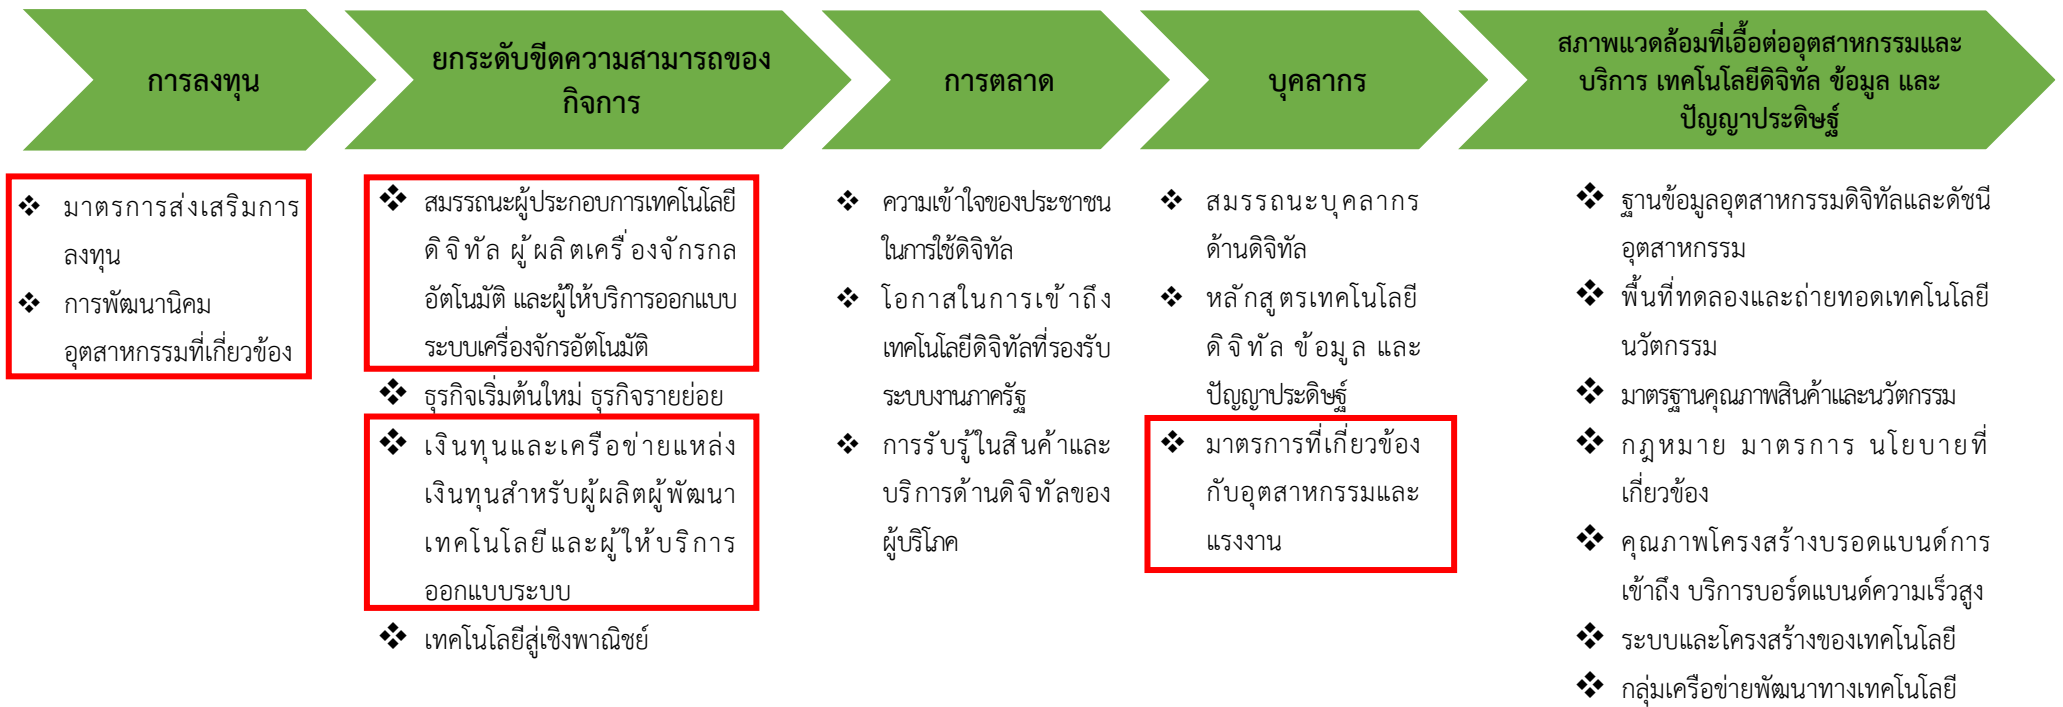 การลงทุน
ยกระดับขีดความสามารถของ
กิจการ
การตลาด
บุคลากร
สภาพแวดล้อมที่เอื้อต่ออุตสาหกรรมและ
บริการ เทคโนโลยีดิจิทัล ข้อมูล และ
ปัญญาประดิษฐ์
❖ มาตรการส่งเสริมการ
ลงทุน
❖ การพัฒนานิคม
อุตสาหกรรมที่เกี่ยวข้อง
❖ สมรรถนะผู้ประกอบการเทคโนโลยี
ดิจิทัล ผู้ผลิตเครื่องจักรกล
อัตโนมัติ และผู้ให้บริการออกแบบ
ระบบเครื่องจักรอัตโนมัติ
❖ ธุรกิจเริ่มต้นใหม่ ธุรกิจรายย่อย
❖ เงินทุนและเครือข่ายแหล่ง
เงินทุนสำหรับผู้ผลิตผู้พัฒนา
เทคโนโลยีและผู้ให้บริการ
ออกแบบระบบ
❖ เทคโนโลยีสู่เชิงพาณิชย์
❖ ความเข้าใจของประชาชน
ในการใช้ดิจิทัล
❖ โอกาสในการเข้าถึง
เทคโนโลยีดิจิทัลที่รองรับ
ระบบงานภาครัฐ
❖ การรับรู้ในสินค้าและ
บริการด้านดิจิทัลของ
ผู้บริโภค
❖ สมรรถนะบุคลากร
ด้านดิจิทัล
❖ หลักสูตรเทคโนโลยี
ดิจิทัล ข้อมูล และ
ปัญญาประดิษฐ์
❖ มาตรการที่เกี่ยวข้อง
กับอุตสาหกรรมและ
แรงงาน
❖ ฐานข้อมูลอุตสาหกรรมดิจิทัลและดัชนี
อุตสาหกรรม
❖ พื้นที่ทดลองและถ่ายทอดเทคโนโลยี
นวัตกรรม
❖ มาตรฐานคุณภาพสินค้าและนวัตกรรม
❖ กฎหมาย มาตรการ นโยบายที่
เกี่ยวข้อง
❖ คุณภาพโครงสร้างบรอดแบนด์การ
เข้าถึง บริการบอร์ดแบนด์ความเร็วสูง
❖ ระบบและโครงสร้างของเทคโนโลยี
❖ กลุ่มเครือข่ายพัฒนาทางเทคโนโลยี